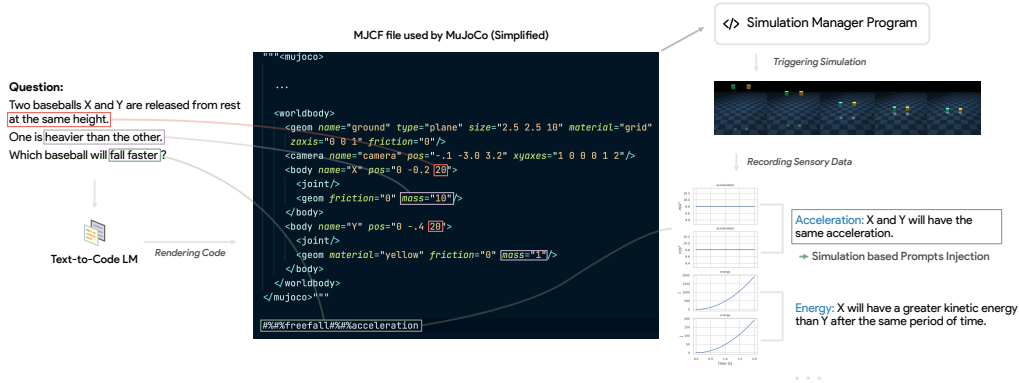 </> Simulation Manager Program
MJCF file used by MuJoCo (Simplified)
Triggering Simulation
"""<mujoco>
...
<worldbody>
<geom name="ground" type="plane" size="2.5 2.5 10" material="grid"
zaxis="0 0 1" friction="0"/>
<camera name="camera" pos="-.1 -3.0 3.2" xyaxes="1 0 0 0 1 2"/>
<body name="X" pos="0 -0.2 20">
<joint/>
<geom friction="0" mass="10"/>
</body>
<body name="Y" pos="0 -.4 20">
<joint/>
<geom material="yellow" friction="0" mass="1"/>
</body>
</worldbody>
</mujoco>"""
#%#%freefall#%#%acceleration
Question:
Two baseballs X and Y are released from rest
at the same height.
One is heavier than the other.
Which baseball will fall faster ?
Text-to-Code LM
Rendering Code
Recording Sensory Data
acceleration
acceleration
energy
energy
Acceleration: X and Y will have the
same acceleration.
Simulation based Prompts Injection
Energy: X will have a greater kinetic energy
than Y after the same period of time.
. . .